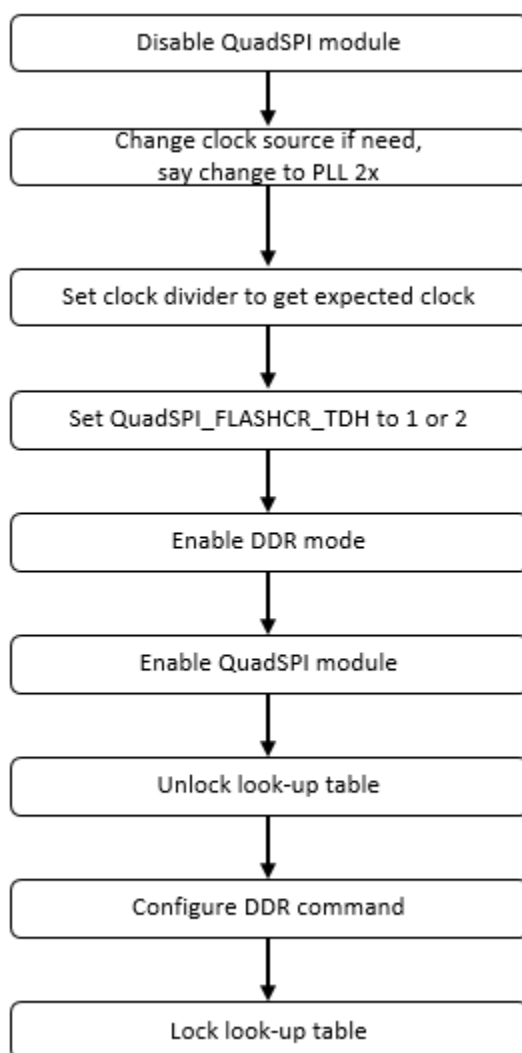 Disable QuadSPI module
Change clock source if need,
say change to PLL 2x
Set clock divider to get expected clock
Set QuadSPI_FLASHCR_TDH to 1 or 2
Enable DDR mode
Enable QuadSPI module
Unlock look-up table
Configure DDR command
Lock look-up table